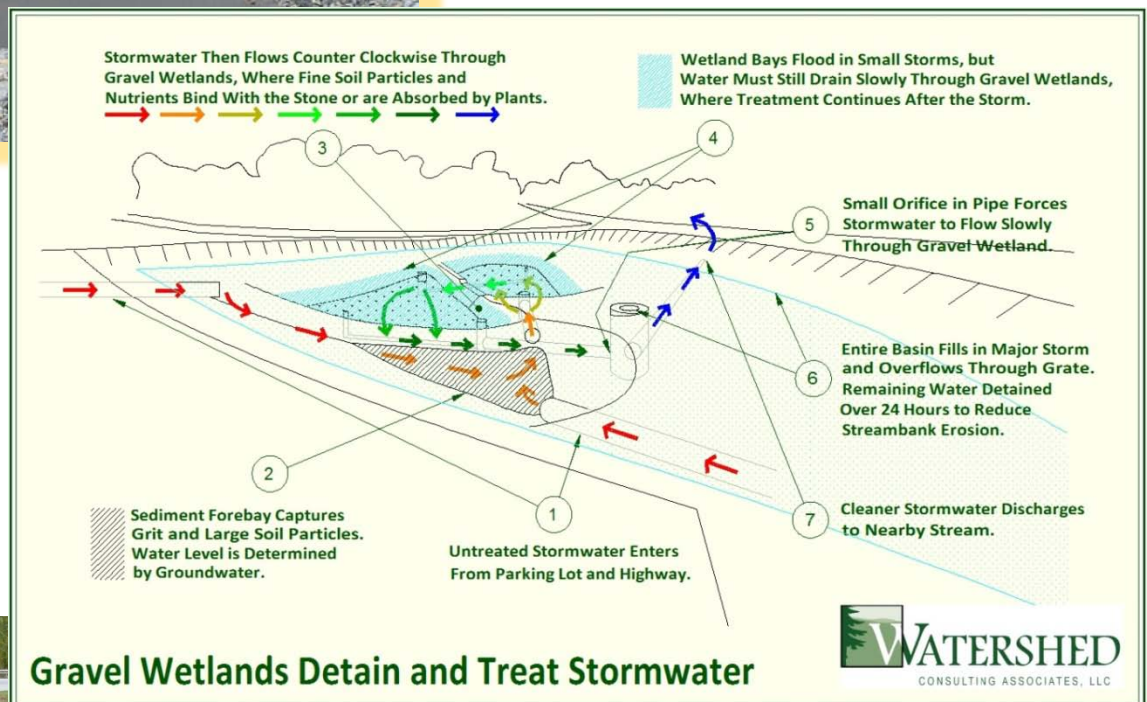 Stormwater Then Flows Counter Clockwise Through
Gravel Wetlands, Where Fine Soil Particles and
Nutrients Bind With the Stone or are Absorbed by Plants.
Wetland Bays Flood in Small Storms, but
Water Must Still Drain Slowly Through Gravel Wetlands,
Where Treatment Continues After the Storm.
3
4
5
Small Orifice in Pipe Forces
Stormwater to Flow Slowly
Through Gravel Wetland.
6
Entire Basin Fills in Major Storm
and Overflows Through Grate.
Remaining Water Detained
Over 24 Hours to Reduce
Streambank Erosion.
2
Sediment Forebay Captures
Grit and Large Soil Particles.
Water Level is Determined
by Groundwater.
1
Untreated Stormwater Enters
From Parking Lot and Highway.
7
Cleaner Stormwater Discharges
to Nearby Stream.
Gravel Wetlands Detain and Treat Stormwater
WATERSHED
CONSULTING ASSOCIATES, LLC